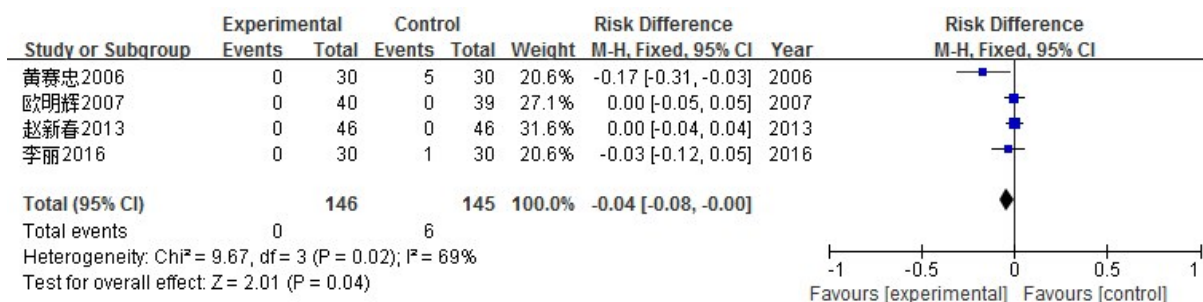 Experimental Control Risk Difference Risk Difference
Study or Subgroup Events Total Events Total Weight M-H, Fixed, 95% CI Year M-H, Fixed, 95% CI
黄赛忠2006 0 30 5 30 20.6% -0.17 [-0.31, -0.03] 2006
欧明辉2007 0 40 0 39 27.1% 0.00 [-0.05, 0.05] 2007
赵新春2013 0 46 0 46 31.6% 0.00 [-0.04, 0.04] 2013
李丽2016 0 30 1 30 20.6% -0.03 [-0.12, 0.05] 2016
Total (95% CI) 146 145 100.0% -0.04 [-0.08, -0.00]
Total events 0 6
Heterogeneity: Chi² = 9.67, df = 3 (P = 0.02); I² = 69%
Test for overall effect: Z = 2.01 (P = 0.04)
-1 -0.5 0 0.5 1
Favours [experimental] Favours [control]